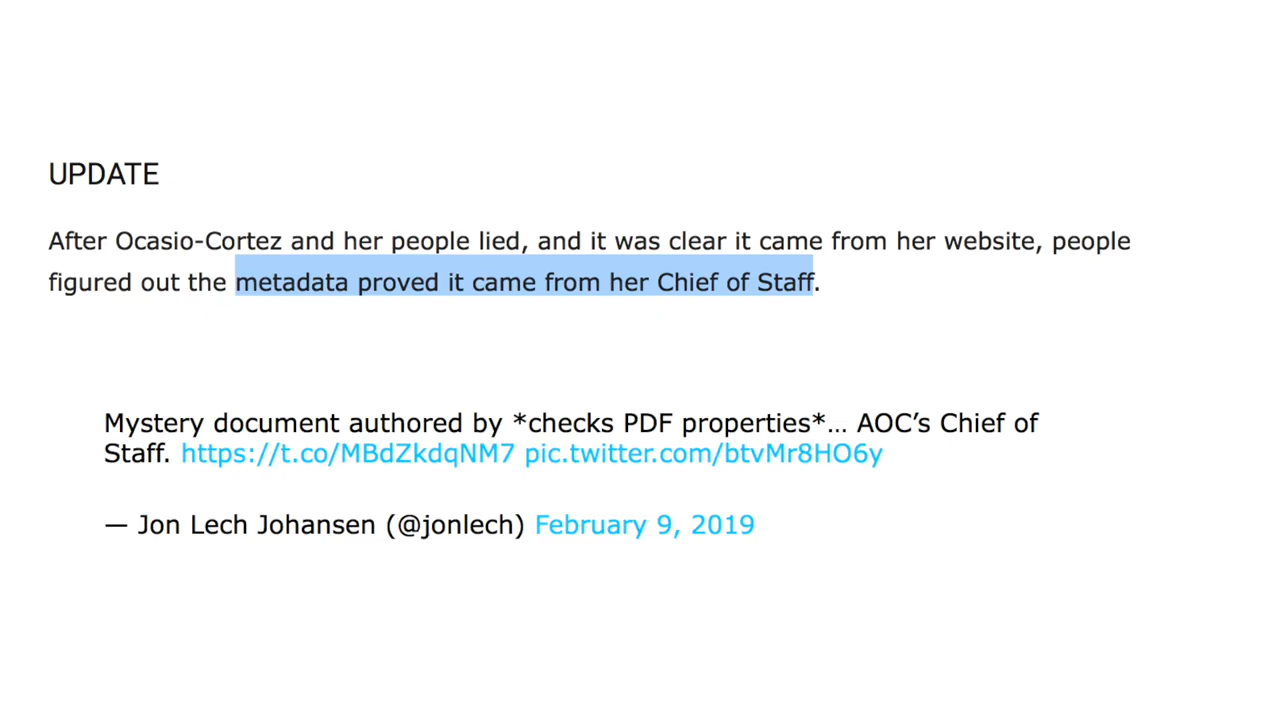 UPDATE
After Ocasio-Cortez and her people lied, and it was clear it came from her website, people
figured out the metadata proved it came from her Chief of Staff.
Mystery document authored by *checks PDF properties*… AOC’s Chief of
Staff. https://t.co/MBdZkdqNM7 pic.twitter.com/btvMr8HO6y
— Jon Lech Johansen (@jonlech) February 9, 2019